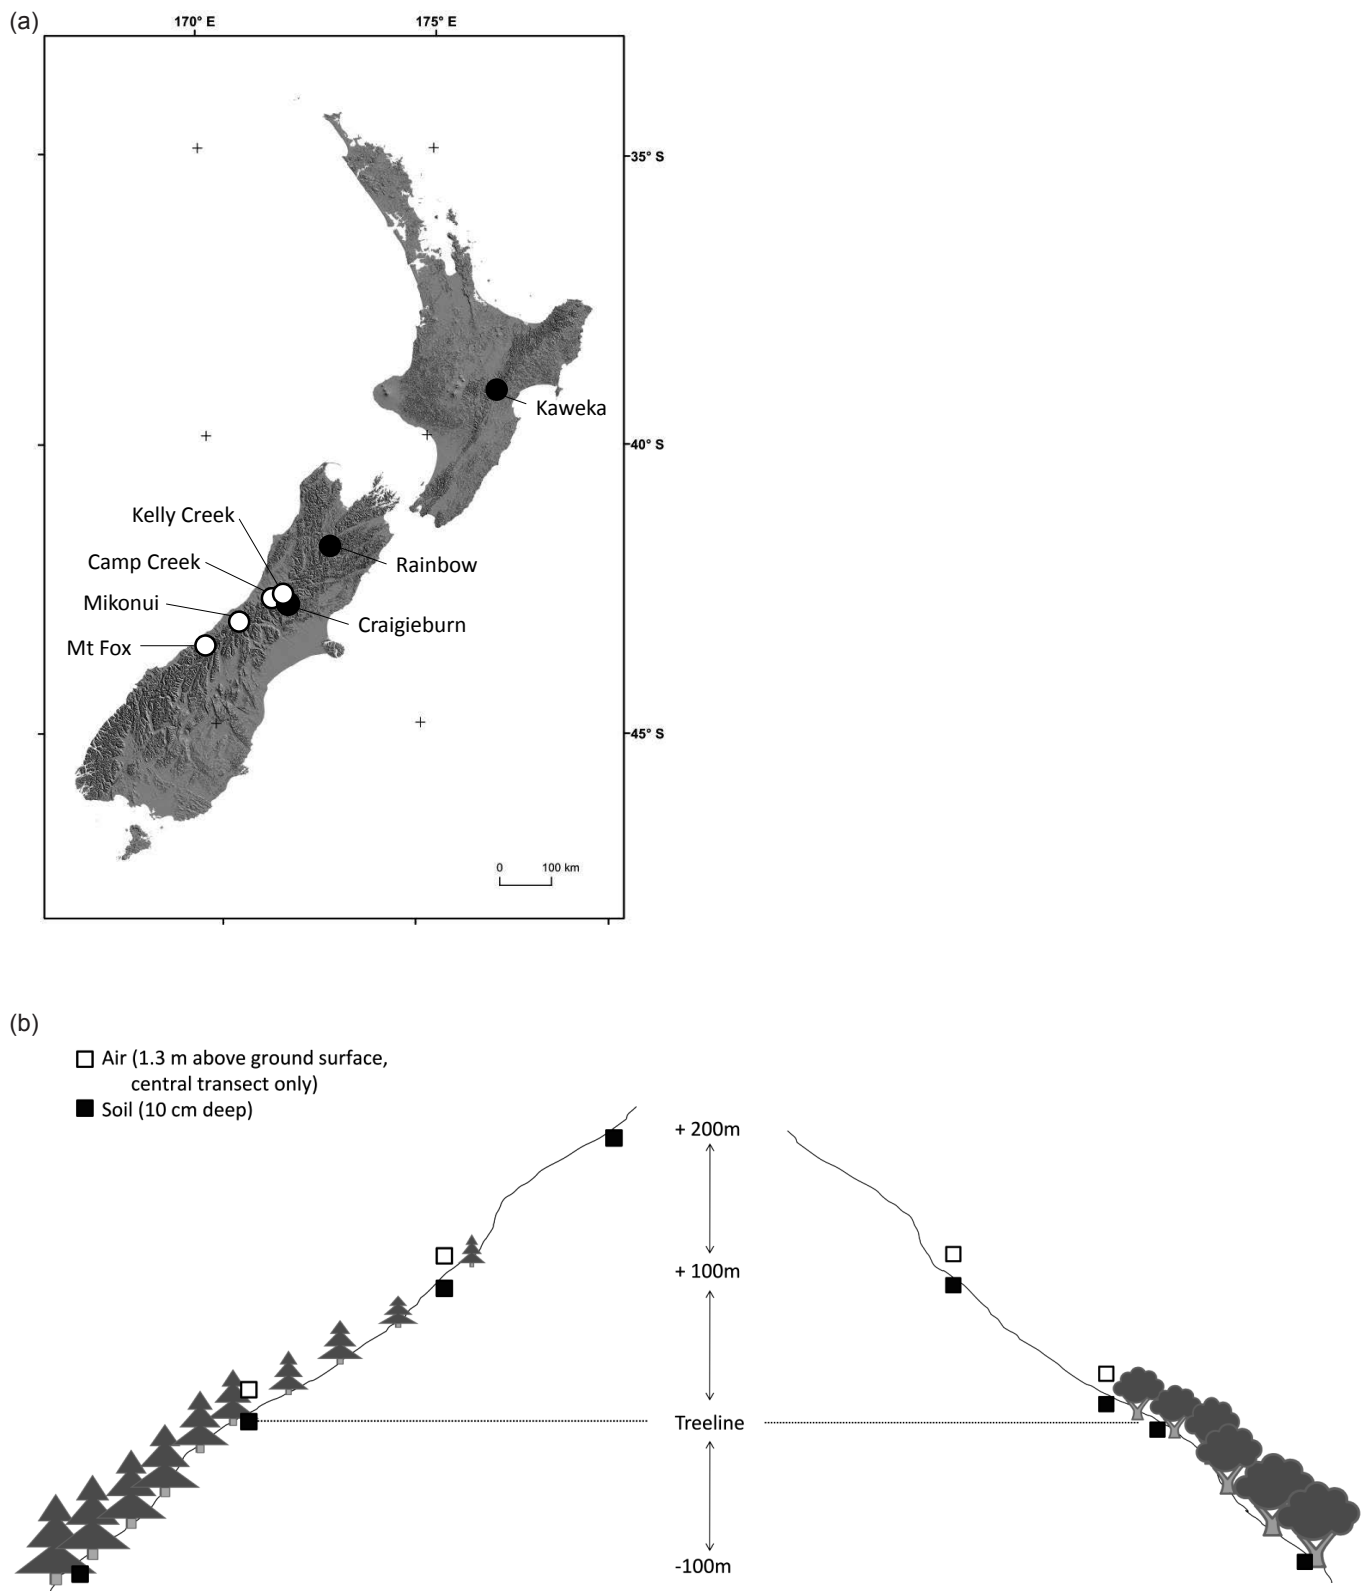 (a)
170° E
175° E
35° S
Kaweka
40° S
Kelly Creek
Camp Creek
Rainbow
Mikonui
Craigieburn
Mt Fox
45° S
0
100 km
(b)
Air (1.3 m above ground surface,
central transect only)
Soil (10 cm deep)
+ 200m
+ 100m
Treeline
-100m